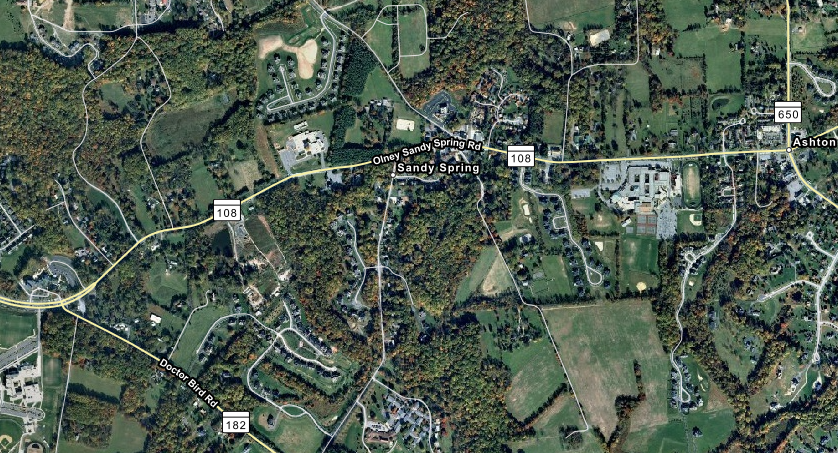 650
Ashton
Olney Sandy Spring Rd
108
Sandy Spring
108
Doctor Bird Rd
182